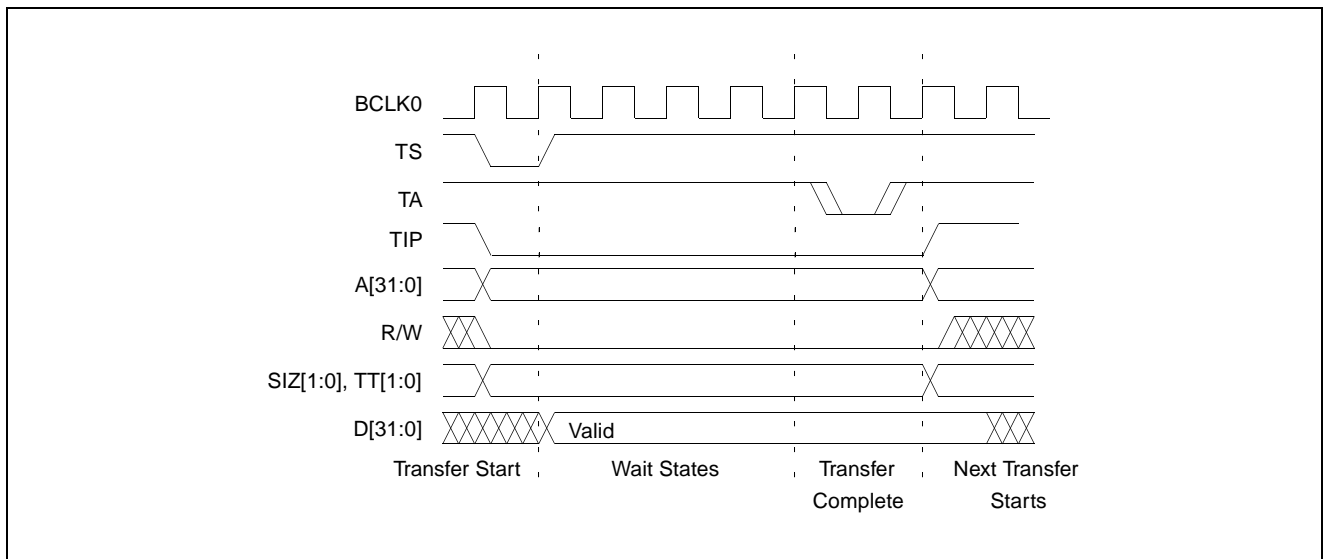 BCLK0
TS
TA
TIP
A[31:0]
R/W
SIZ[1:0], TT[1:0]
D[31:0]
Valid
Transfer Start
Wait States
Transfer
Complete
Next Transfer
Starts